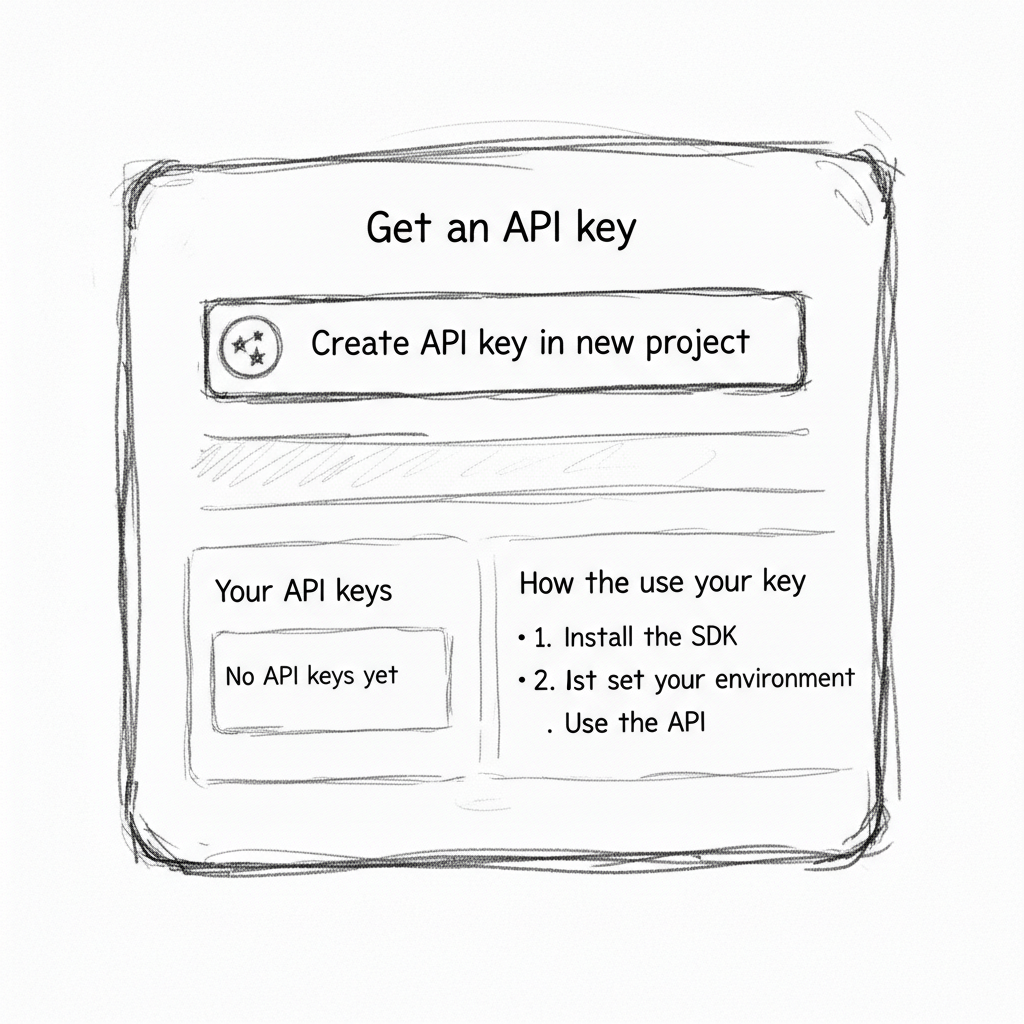 Get an API key
Create API key in new project
Your API keys
No API keys yet
How the use your key
• 1. Install the SDK
• 2. Ist set your environment
. Use the API